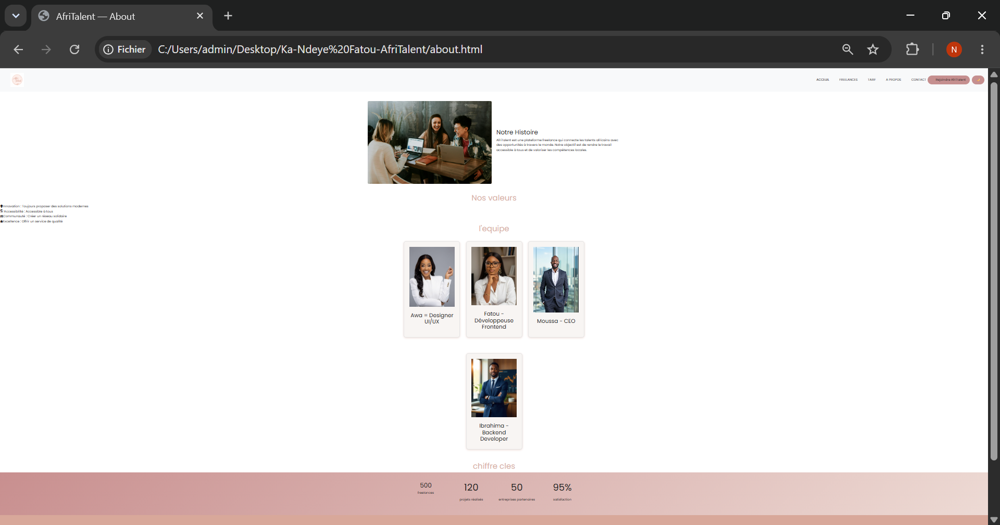 AfriTalent — About
Fichier
C:/Users/admin/Desktop/Ka-Ndeye%20Fatou-AfriTalent/about.html
N
ACCEUIL
FREELANCES
TARIF
A PROPOS
CONTACT
Rejoindre AfriTalent
Notre Histoire
AfriTalent est une plateforme freelance qui connecte les talents africains avec
des opportunités à travers le monde. Notre objectif est de rendre le travail
accessible à tous et de valoriser les compétences locales.
Nos valeurs
Innovation : Toujours proposer des solutions modernes
Accessibilité : Accessible à tous
Communauté : Créer un réseau solidaire
Excellence : Offrir un service de qualité
l'equipe
Awa = Designer
UI/UX
Fatou -
Développeuse
Frontend
Moussa - CEO
Ibrahima -
Backend
Developer
chiffre cles
500
freelances
120
projets réalisés
50
entreprises partenaires
95%
satisfaction